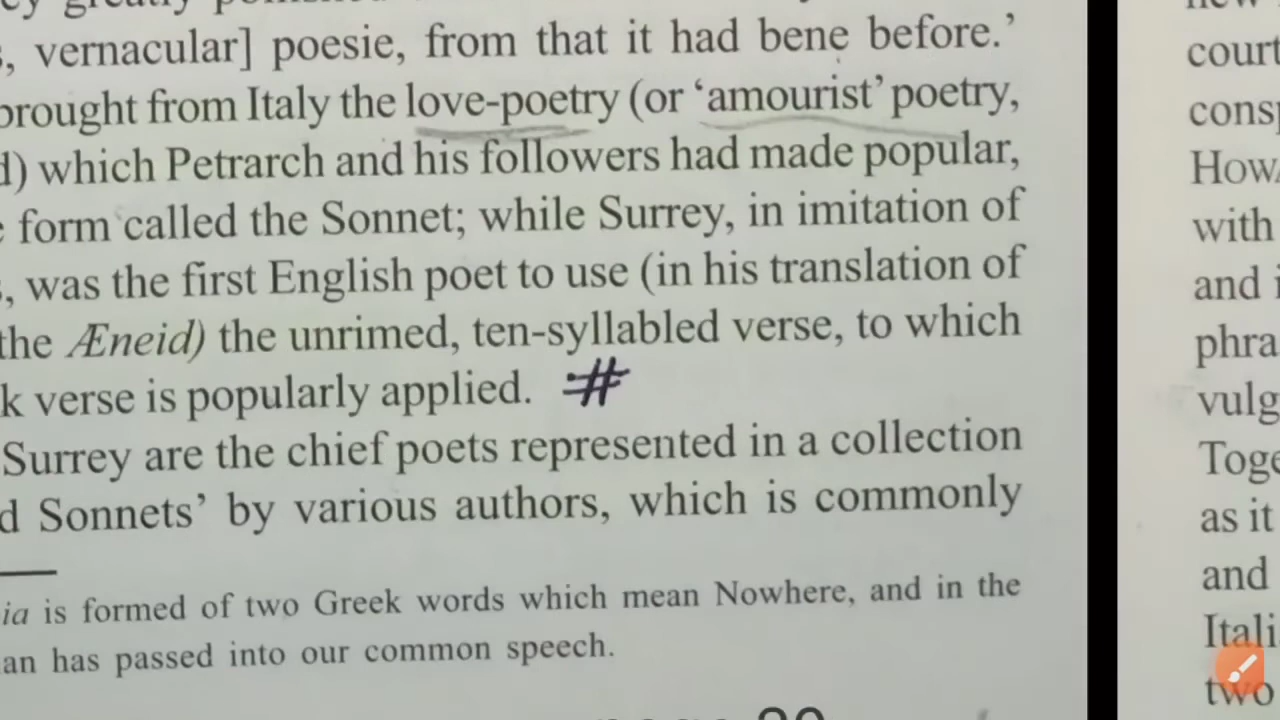 greatly
vernacular] poesie, from that it had bene before.’
brought from Italy the love-poetry (or ‘amourist’ poetry,
which Petrarch and his followers had made popular,
form called the Sonnet; while Surrey, in imitation of
was the first English poet to use (in his translation of
the Æneid) the unrimed, ten-syllabled verse, to which
k verse is popularly applied. #
Surrey are the chief poets represented in a collection
d Sonnets’ by various authors, which is commonly
ia is formed of two Greek words which mean Nowhere, and in the
an has passed into our common speech.
new
court
consp
How
with
and i
phra
vulg
Toge
as it
and
Itali
two